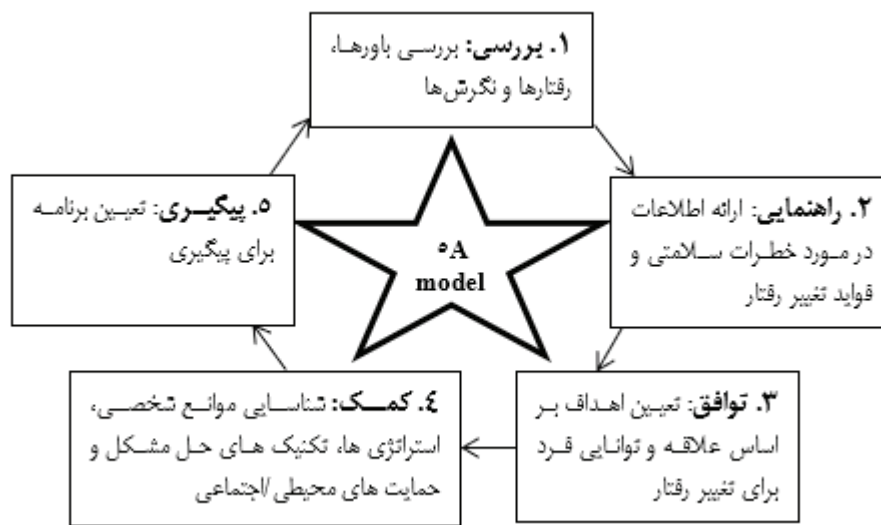 ۱. بررسی: بررسی باورها،
رفتارها و نگرش‌ها
۲. راهنمایی: ارائه اطلاعات
در مورد خطرات سلامتی و
فواید تغییر رفتار
۳. توافق: تعیین اهداف بر
اساس علاقه و توانایی فرد
برای تغییر رفتار
٤. کمک: شناسایی موانع شخصی،
استراتژی ها، تکنیک های حل مشکل و
حمایت های محیطی/اجتماعی
۵. پیگیری: تعیین برنامه
برای پیگیری
۵A
model